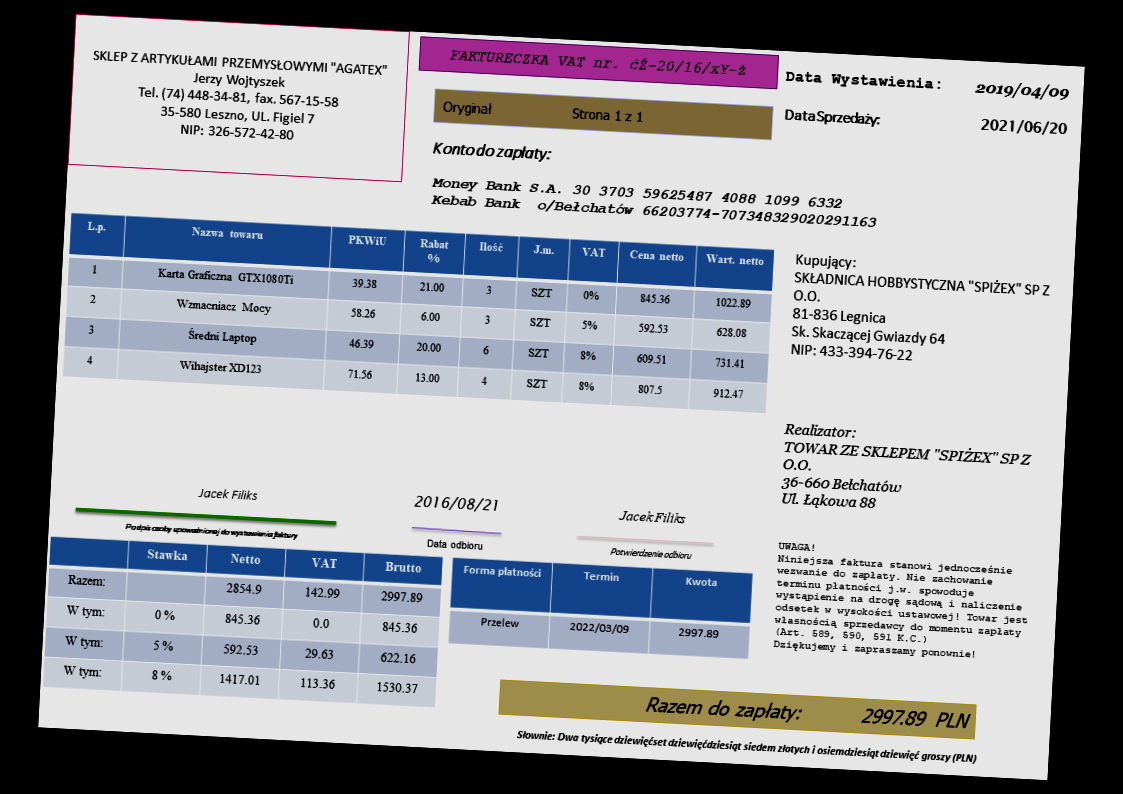 SKLEP Z ARTYKUŁAMI PRZEMYSŁOWYMI "AGATEX"
Jerzy Wojtyszek
Tel. (74) 448-34-81, fax. 567-15-58
35-580 Leszno, UL. Figiel 7
NIP: 326-572-42-80
FAKTURECZKA VAT nr. ćŹ-20/16/xY-ż
Data Wystawienia: 2019/04/09
Oryginał Strona 1 z 1
Data Sprzedaży: 2021/06/20
Konto do zapłaty:
Money Bank S.A. 30 3703 59625487 4088 1099 6332
Kebab Bank o/Bełchatów 66203774-707348329020291163
L.p. Nazwa towaru PKWiU Rabat % Ilość J.m. VAT Cena netto Wart. netto
1 Karta Graficzna GTX1080Ti 39.38 21.00 3 SZT 0% 845.36 1022.89
2 Wzmacniacz Mocy 58.26 6.00 3 SZT 5% 592.53 628.08
3 Średni Laptop 46.39 20.00 6 SZT 8% 609.51 731.41
4 Wihajster XD123 71.56 13.00 4 SZT 8% 807.5 912.47
Kupujący:
SKŁADNICA HOBBYSTYCZNA "SPIŻEX" SP Z
O.O.
81-836 Legnica
Sk. Skaczącej Gwiazdy 64
NIP: 433-394-76-22
Realizator:
TOWAR ZE SKLEPEM "SPIŻEX" SP Z
O.O.
36-660 Bełchatów
Ul. Łąkowa 88
Jacek Filiks
Podpis osoby upoważnionej do wystawienia faktury
2016/08/21
Data odbioru
Jacek Filiks
Potwierdzenie odbioru
Stawka Netto VAT Brutto
Razem: 2854.9 142.99 2997.89
W tym: 0 % 845.36 0.0 845.36
W tym: 5 % 592.53 29.63 622.16
W tym: 8 % 1417.01 113.36 1530.37
Forma płatności Termin Kwota
Przelew 2022/03/09 2997.89
UWAGA!
Niniejsza faktura stanowi jednocześnie
wezwanie do zapłaty. Nie zachowanie
terminu płatności j.w. spowoduje
wystąpienie na drogę sądową i naliczenie
odsetek w wysokości ustawowej! Towar jest
własnością sprzedawcy do momentu zapłaty
(Art. 589, 590, 591 K.C.)
Dziękujemy i zapraszamy ponownie!
Razem do zapłaty: 2997.89 PLN
Słownie: Dwa tysiące dziewięćset dziewięćdziesiąt siedem złotych i osiemdziesiąt dziewięć groszy (PLN)